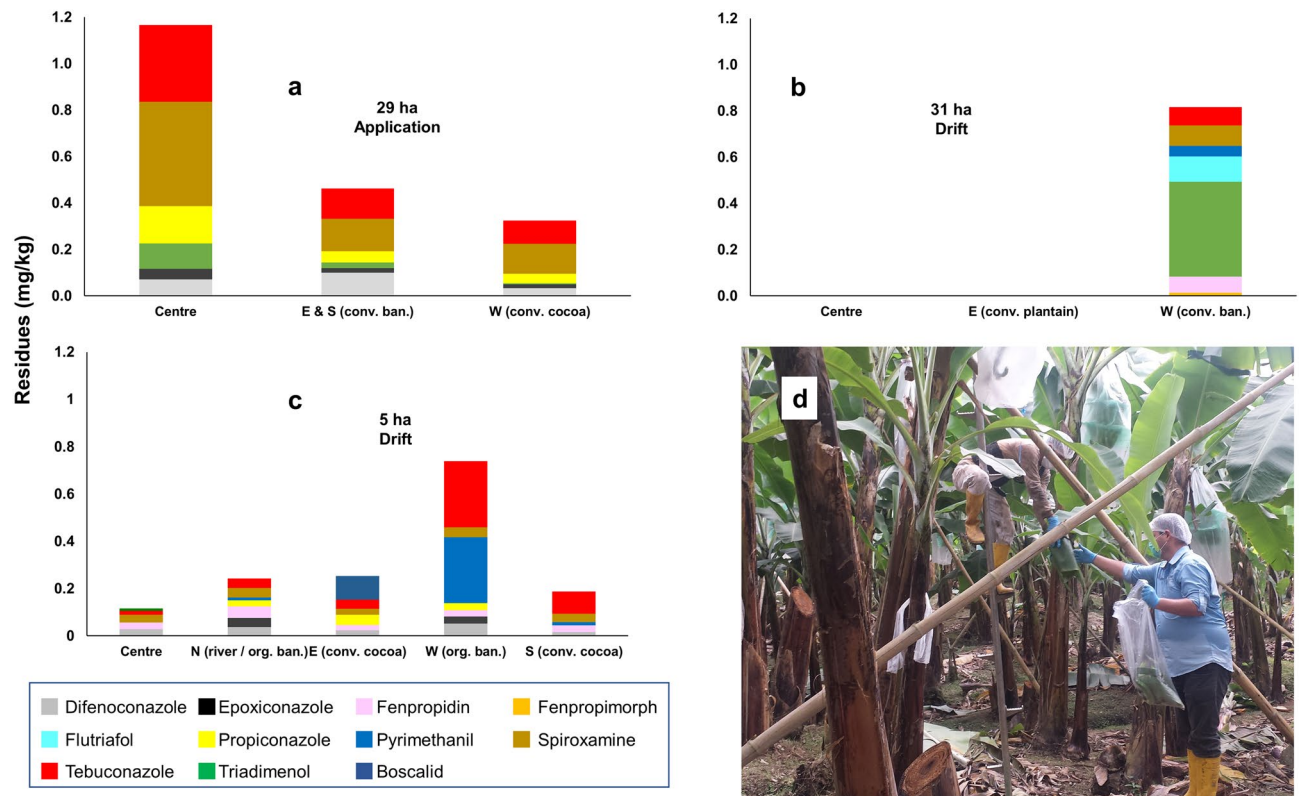 Residues (mg/kg)
1.2
1.0
0.8
0.6
0.4
0.2
0.0
a
29 ha
Application
Centre
E & S (conv. ban.)
W (conv. cocoa)
1.2
1.0
0.8
0.6
0.4
0.2
0.0
b
31 ha
Drift
Centre
E (conv. plantain)
W (conv. ban.)
1.2
1
0.8
0.6
0.4
0.2
0
c
5 ha
Drift
Centre
N (river / org. ban.)
E (conv. cocoa)
W (org. ban.)
S (conv. cocoa)
d
Difenoconazole
Epoxiconazole
Fenpropidin
Fenpropimorph
Flutriafol
Propiconazole
Pyrimethanil
Spiroxamine
Tebuconazole
Triadimenol
Boscalid